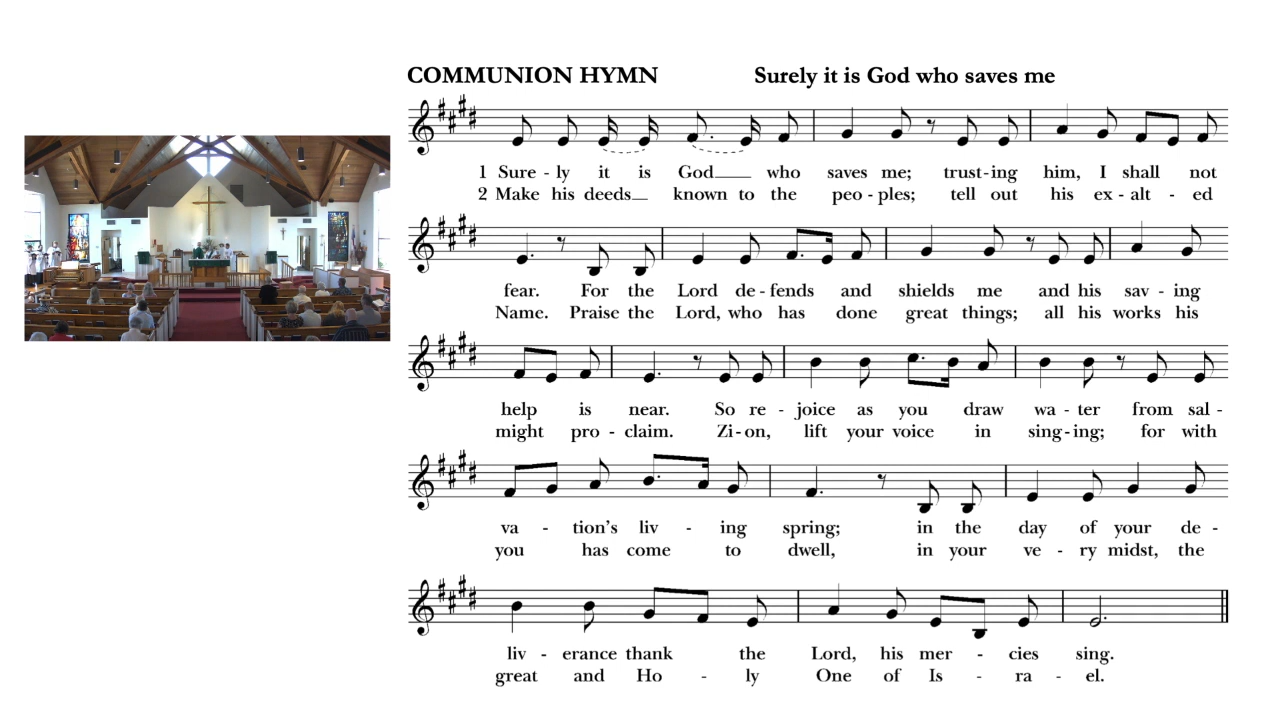 COMMUNION HYMN Surely it is God who saves me
1 Sure - ly it is God___ who saves me; trust - ing him, I shall not
2 Make his deeds__ known to the peo - ples; tell out his ex - alt - ed
fear. For the Lord de - fends and shields me and his sav - ing
Name. Praise the Lord, who has done great things; all his works his
help is near. So re - joice as you draw wa - ter from sal -
might pro - claim. Zi - on, lift your voice in sing - ing; for with
va - tion's liv - ing spring; in the day of your de -
you has come to dwell, in your ve - ry midst, the
liv - erance thank the Lord, his mer - cies sing.
great and Ho - ly One of Is - ra - el.